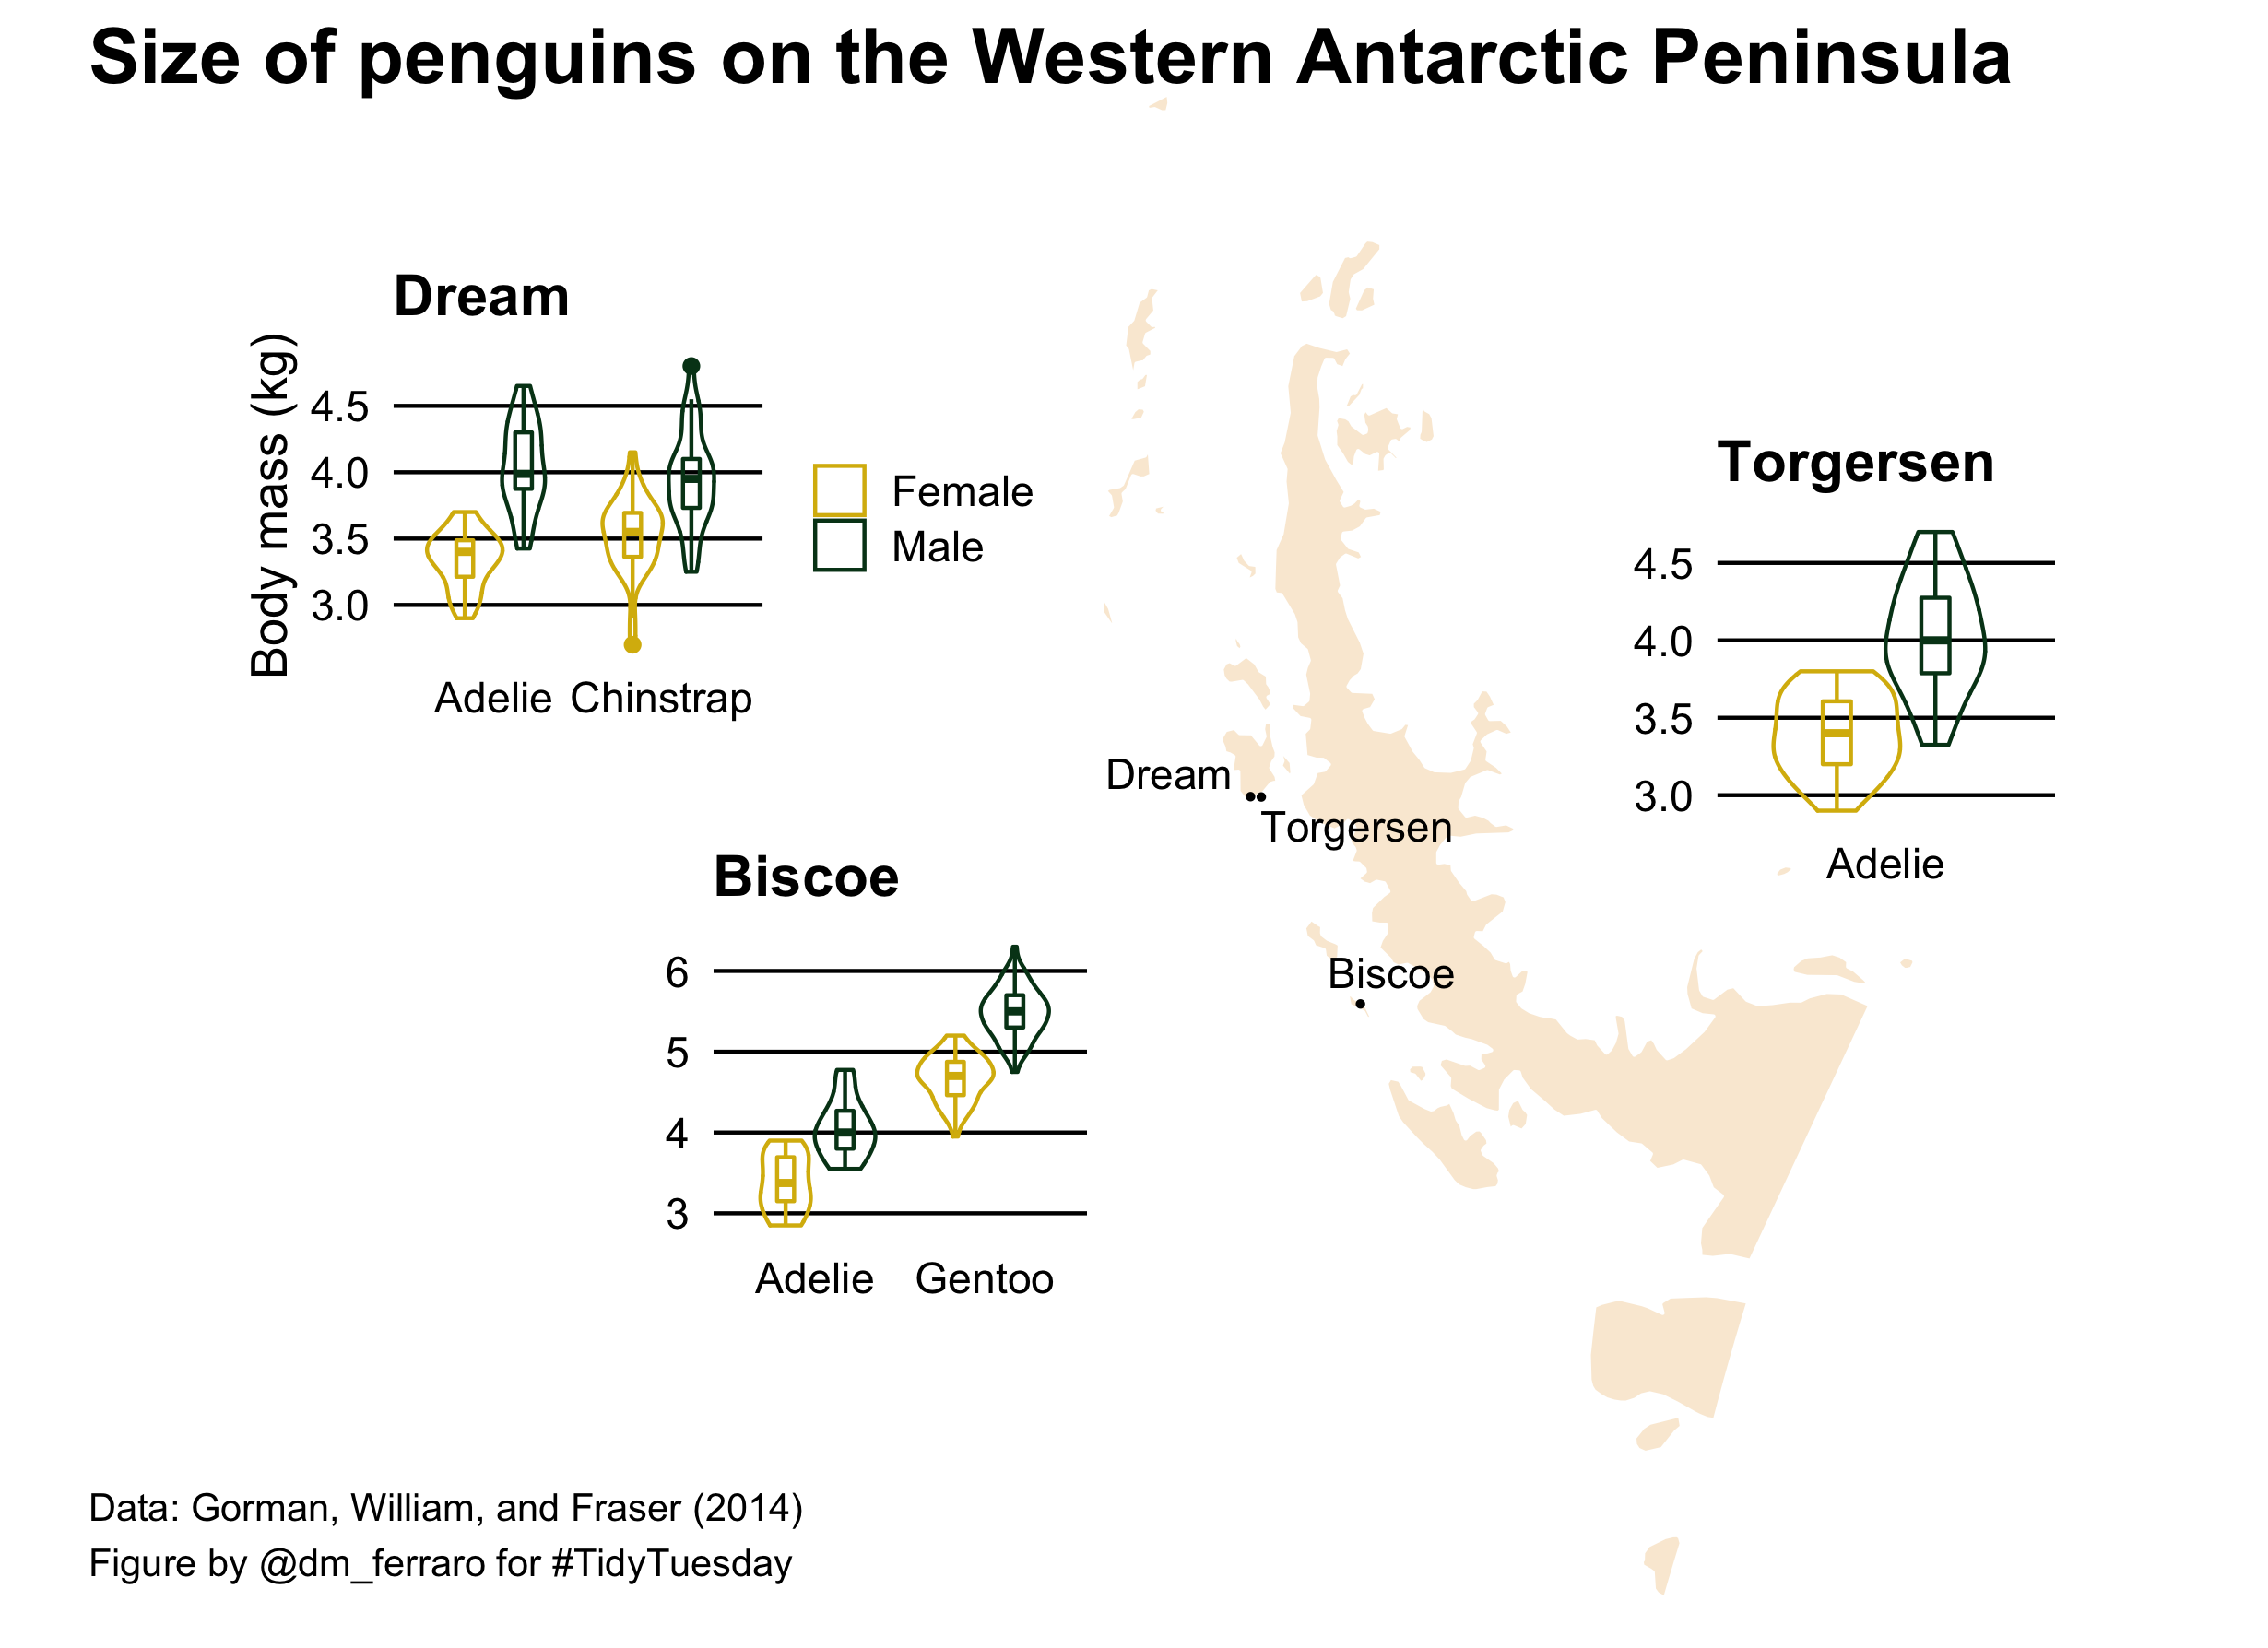 Size of penguins on the Western Antarctic Peninsula
Dream
Body mass (kg)
4.5
4.0
3.5
3.0
Adelie Chinstrap
Female
Male
Torgersen
4.5
4.0
3.5
3.0
Adelie
Dream
Torgersen
Biscoe
Biscoe
6
5
4
3
Adelie Gentoo
Data: Gorman, William, and Fraser (2014)
Figure by @dm_ferraro for #TidyTuesday